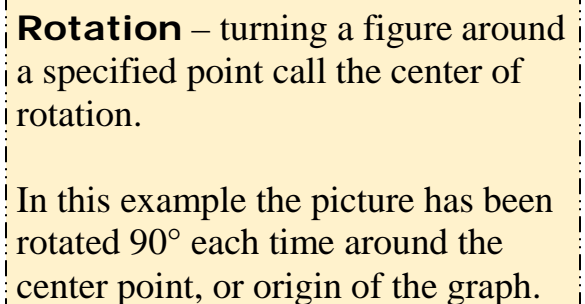 Rotation – turning a figure around
a specified point call the center of
rotation.
In this example the picture has been
rotated 90° each time around the
center point, or origin of the graph.